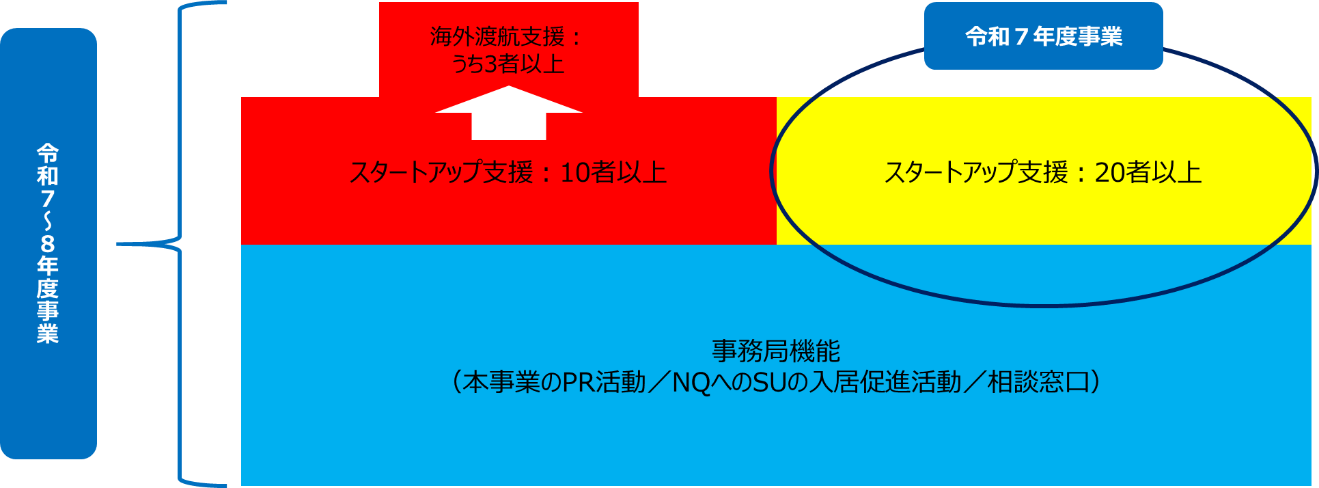 令和７～８年度事業
海外渡航支援：
うち3者以上
令和７年度事業
スタートアップ支援：10者以上
スタートアップ支援：20者以上
事務局機能
（本事業のPR活動／NQへのSUの入居促進活動／相談窓口）